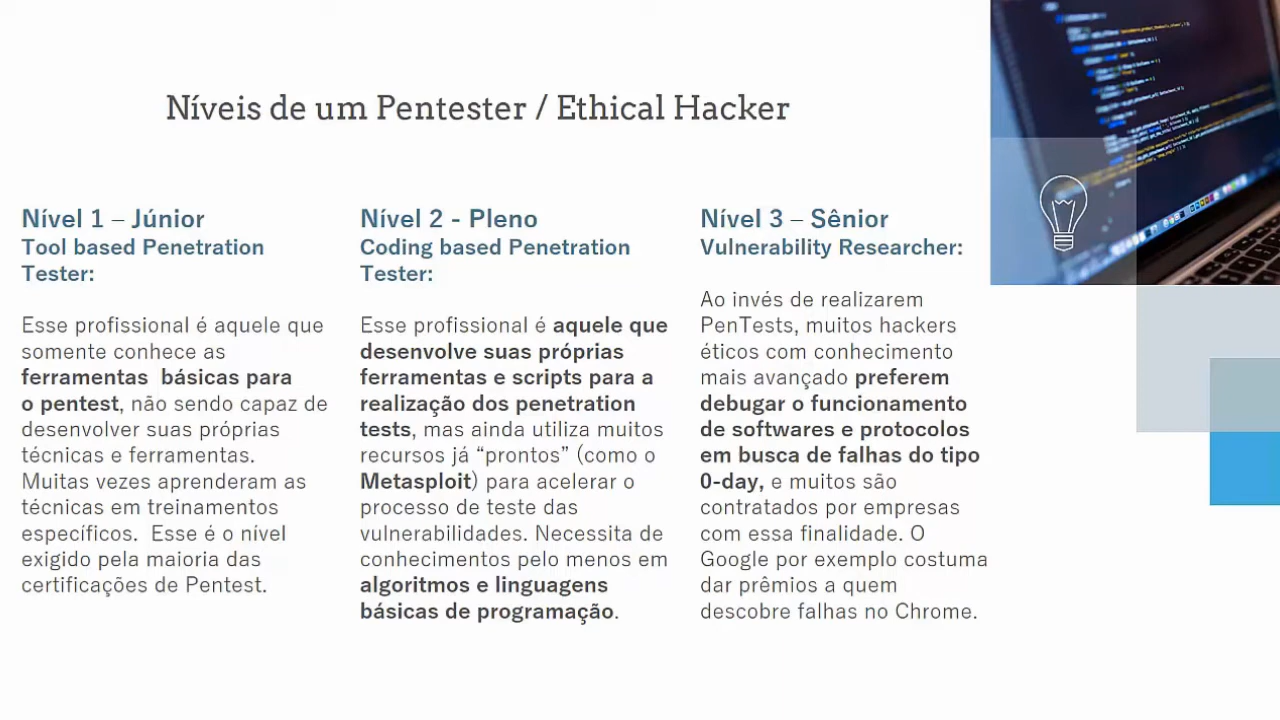 Níveis de um Pentester / Ethical Hacker
Nível 1 – Júnior
Tool based Penetration
Tester:
Esse profissional é aquele que
somente conhece as
ferramentas  básicas para
o pentest, não sendo capaz de
desenvolver suas próprias
técnicas e ferramentas.
Muitas vezes aprenderam as
técnicas em treinamentos
específicos.  Esse é o nível
exigido pela maioria das
certificações de Pentest.
Nível 2 - Pleno
Coding based Penetration
Tester:
Esse profissional é aquele que
desenvolve suas próprias
ferramentas e scripts para a
realização dos penetration
tests, mas ainda utiliza muitos
recursos já “prontos” (como o
Metasploit) para acelerar o
processo de teste das
vulnerabilidades. Necessita de
conhecimentos pelo menos em
algoritmos e linguagens
básicas de programação.
Nível 3 – Sênior
Vulnerability Researcher:
Ao invés de realizarem
PenTests, muitos hackers
éticos com conhecimento
mais avançado preferem
debugar o funcionamento
de softwares e protocolos
em busca de falhas do tipo
0-day, e muitos são
contratados por empresas
com essa finalidade. O
Google por exemplo costuma
dar prêmios a quem
descobre falhas no Chrome.